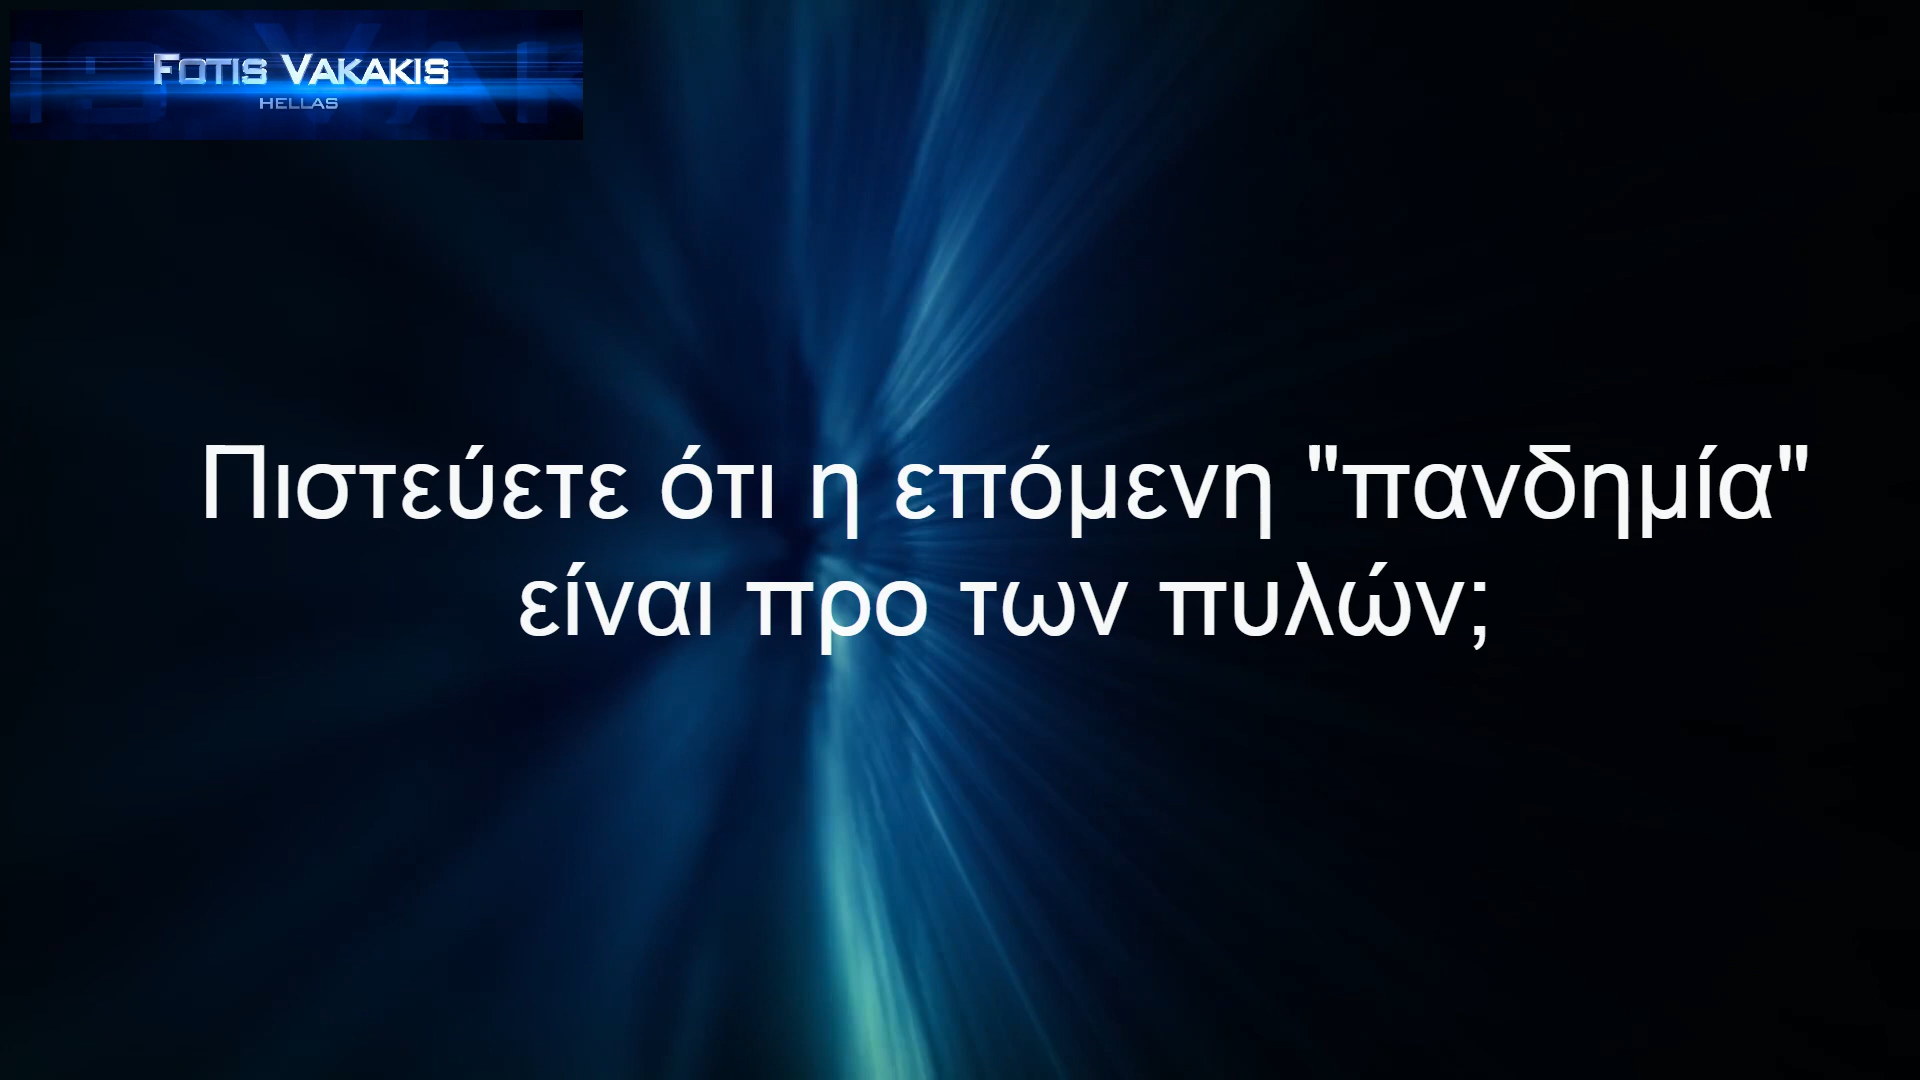 FOTIS VAKAKIS
HELLAS
Πιστεύετε ότι η επόμενη "πανδημία"
είναι προ των πυλών;